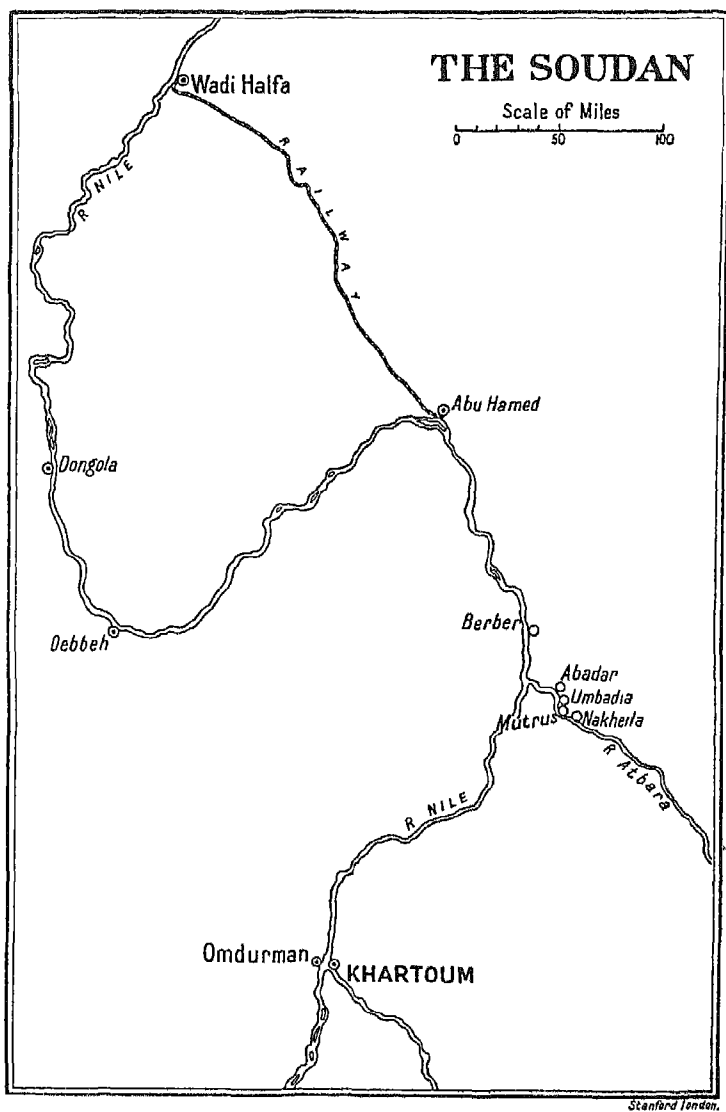 THE SOUDAN
Scale of Miles
0 50 100
Wadi Halfa
RAILWAY
R NILE
Abu Hamed
Dongola
Berber
Debbeh
Abadar
Umbadia
Mutrus
Nakheila
R Atbara
R NILE
Omdurman
KHARTOUM
Stanford London.